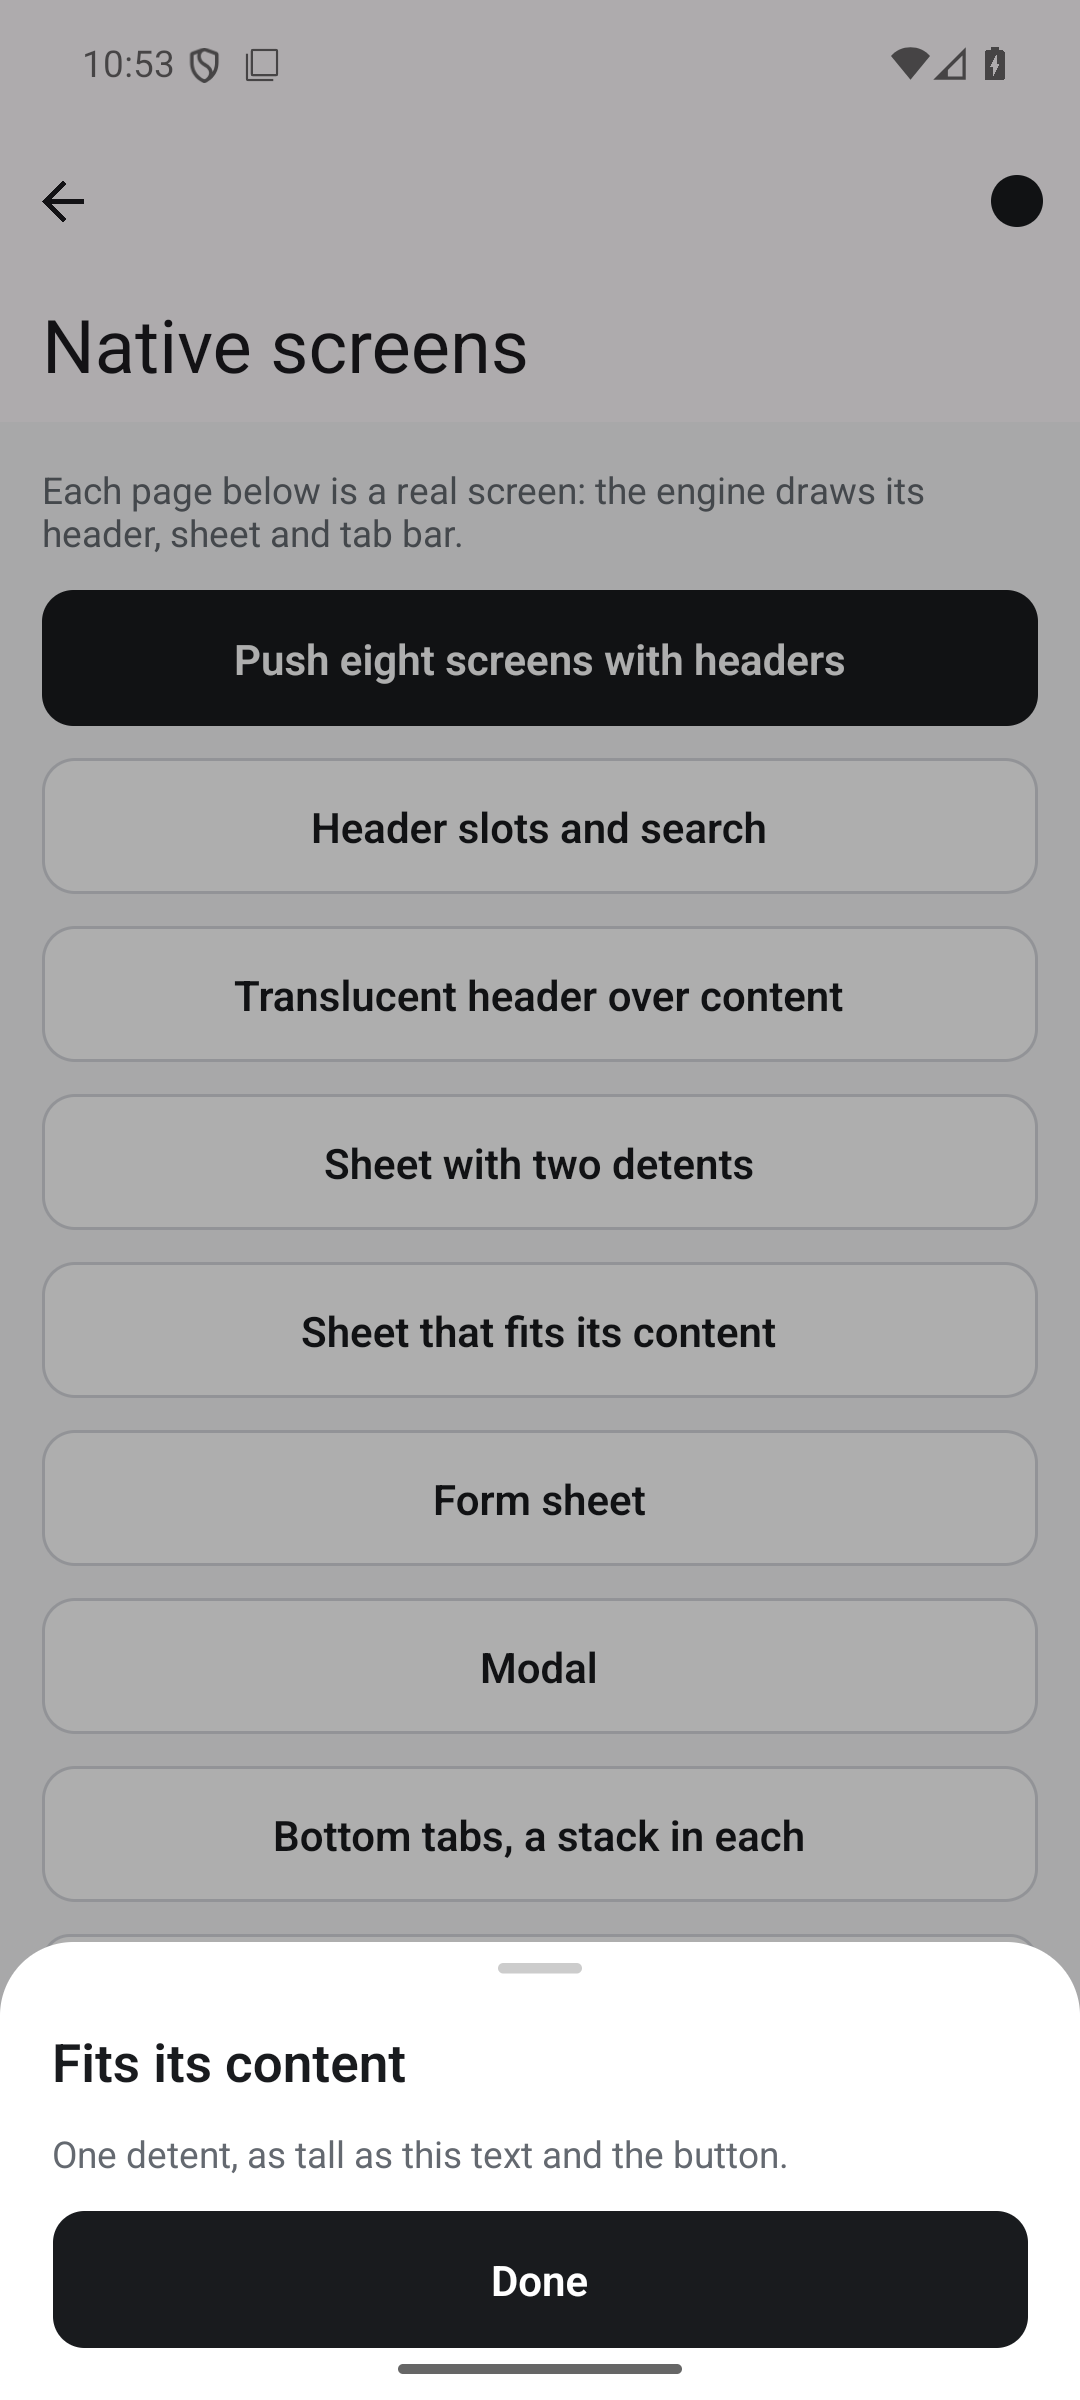 10:53
Native screens
Each page below is a real screen: the engine draws its
header, sheet and tab bar.
Push eight screens with headers
Header slots and search
Translucent header over content
Sheet with two detents
Sheet that fits its content
Form sheet
Modal
Bottom tabs, a stack in each
Fits its content
One detent, as tall as this text and the button.
Done